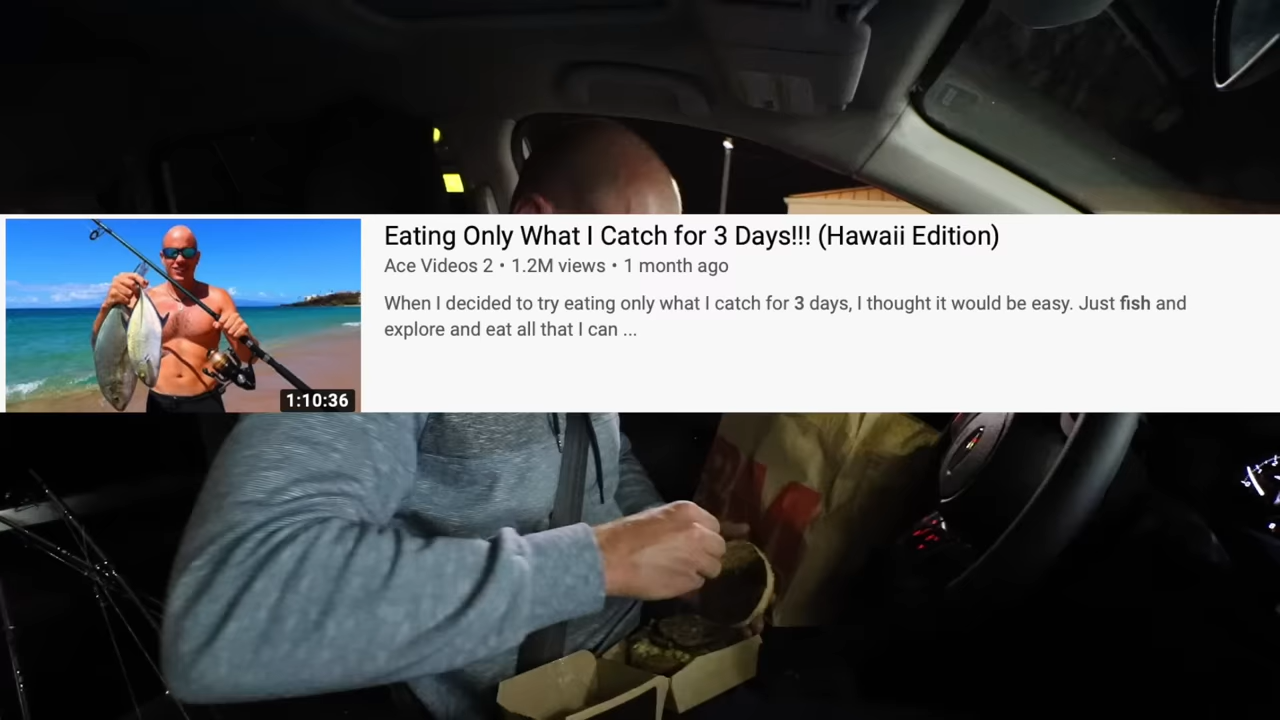 Eating Only What I Catch for 3 Days!!! (Hawaii Edition)
Ace Videos 2 • 1.2M views • 1 month ago
When I decided to try eating only what I catch for 3 days, I thought it would be easy. Just fish and
explore and eat all that I can ...
1:10:36